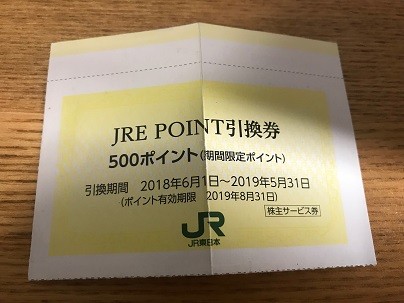 JRE POINT引換券
500ポイント(期間限定ポイント)
引換期間 2018年6月1日～2019年5月31日
(ポイント有効期限 2019年8月31日)
株主サービス券
JR
JR東日本